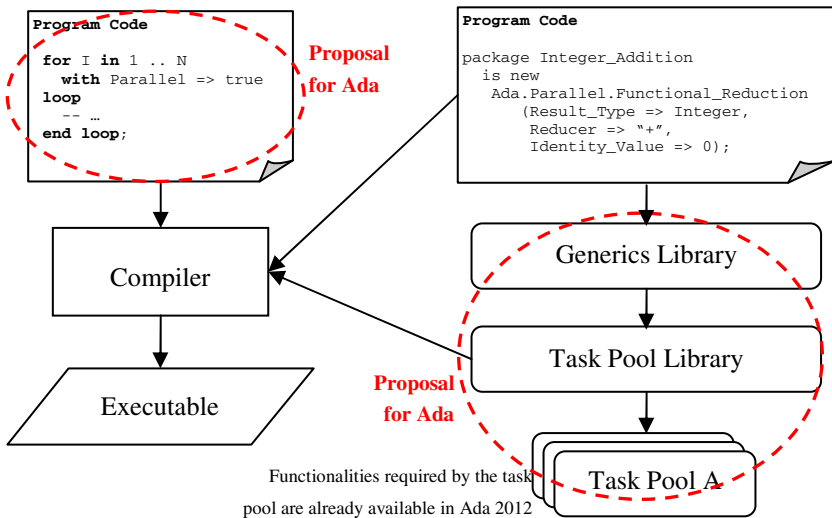 Program Code
for I in 1 .. N
with Parallel => true
loop
-- …
end loop;
Proposal
for Ada
Program Code
package Integer_Addition
is new
Ada.Parallel.Functional_Reduction
(Result_Type => Integer,
Reducer => “+”,
Identity_Value => 0);
Compiler
Executable
Generics Library
Task Pool Library
Proposal
for Ada
Task Pool A
Functionalities required by the task
pool are already available in Ada 2012